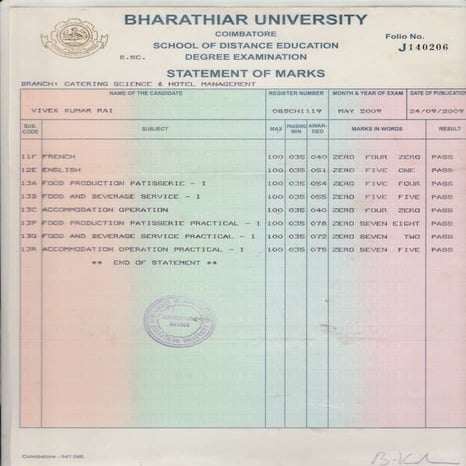 BHARATHIAR UNIVERSITY
COIMBATORE
Folio No.
SCHOOL OF DISTANCE EDUCATION
J140206
B.SC. DEGREE EXAMINATION
STATEMENT OF MARKS
BRANCH: CATERING SCIENCE & HOTEL MANAGEMENT
NAME OF THE CANDIDATE REGISTER NUMBER MONTH & YEAR OF EXAM DATE OF PUBLICATION
VIVEK KUMAR RAI 08BCH1119 MAY 2009 24/09/2009
SUB. CODE SUBJECT MAX PASSING MIN AWAR-DED MARKS IN WORDS RESULT
11F FRENCH 100 035 040 ZERO FOUR ZERO PASS
12E ENGLISH 100 035 051 ZERO FIVE ONE PASS
13A FOOD PRODUCTION PATISSERIE - I 100 035 054 ZERO FIVE FOUR PASS
13B FOOD AND BEVERAGE SERVICE - I 100 035 055 ZERO FIVE FIVE PASS
13C ACCOMMODATION OPERATION 100 035 040 ZERO FOUR ZERO PASS
13P FOOD PRODUCTION PATISSERIE PRACTICAL - I 100 035 078 ZERO SEVEN EIGHT PASS
13Q FOOD AND BEVERAGE SERVICE PRACTICAL - I 100 035 072 ZERO SEVEN TWO PASS
13R ACCOMMODATION OPERATION PRACTICAL - I 100 035 075 ZERO SEVEN FIVE PASS
** END OF STATEMENT **
Coimbatore - 641 046.